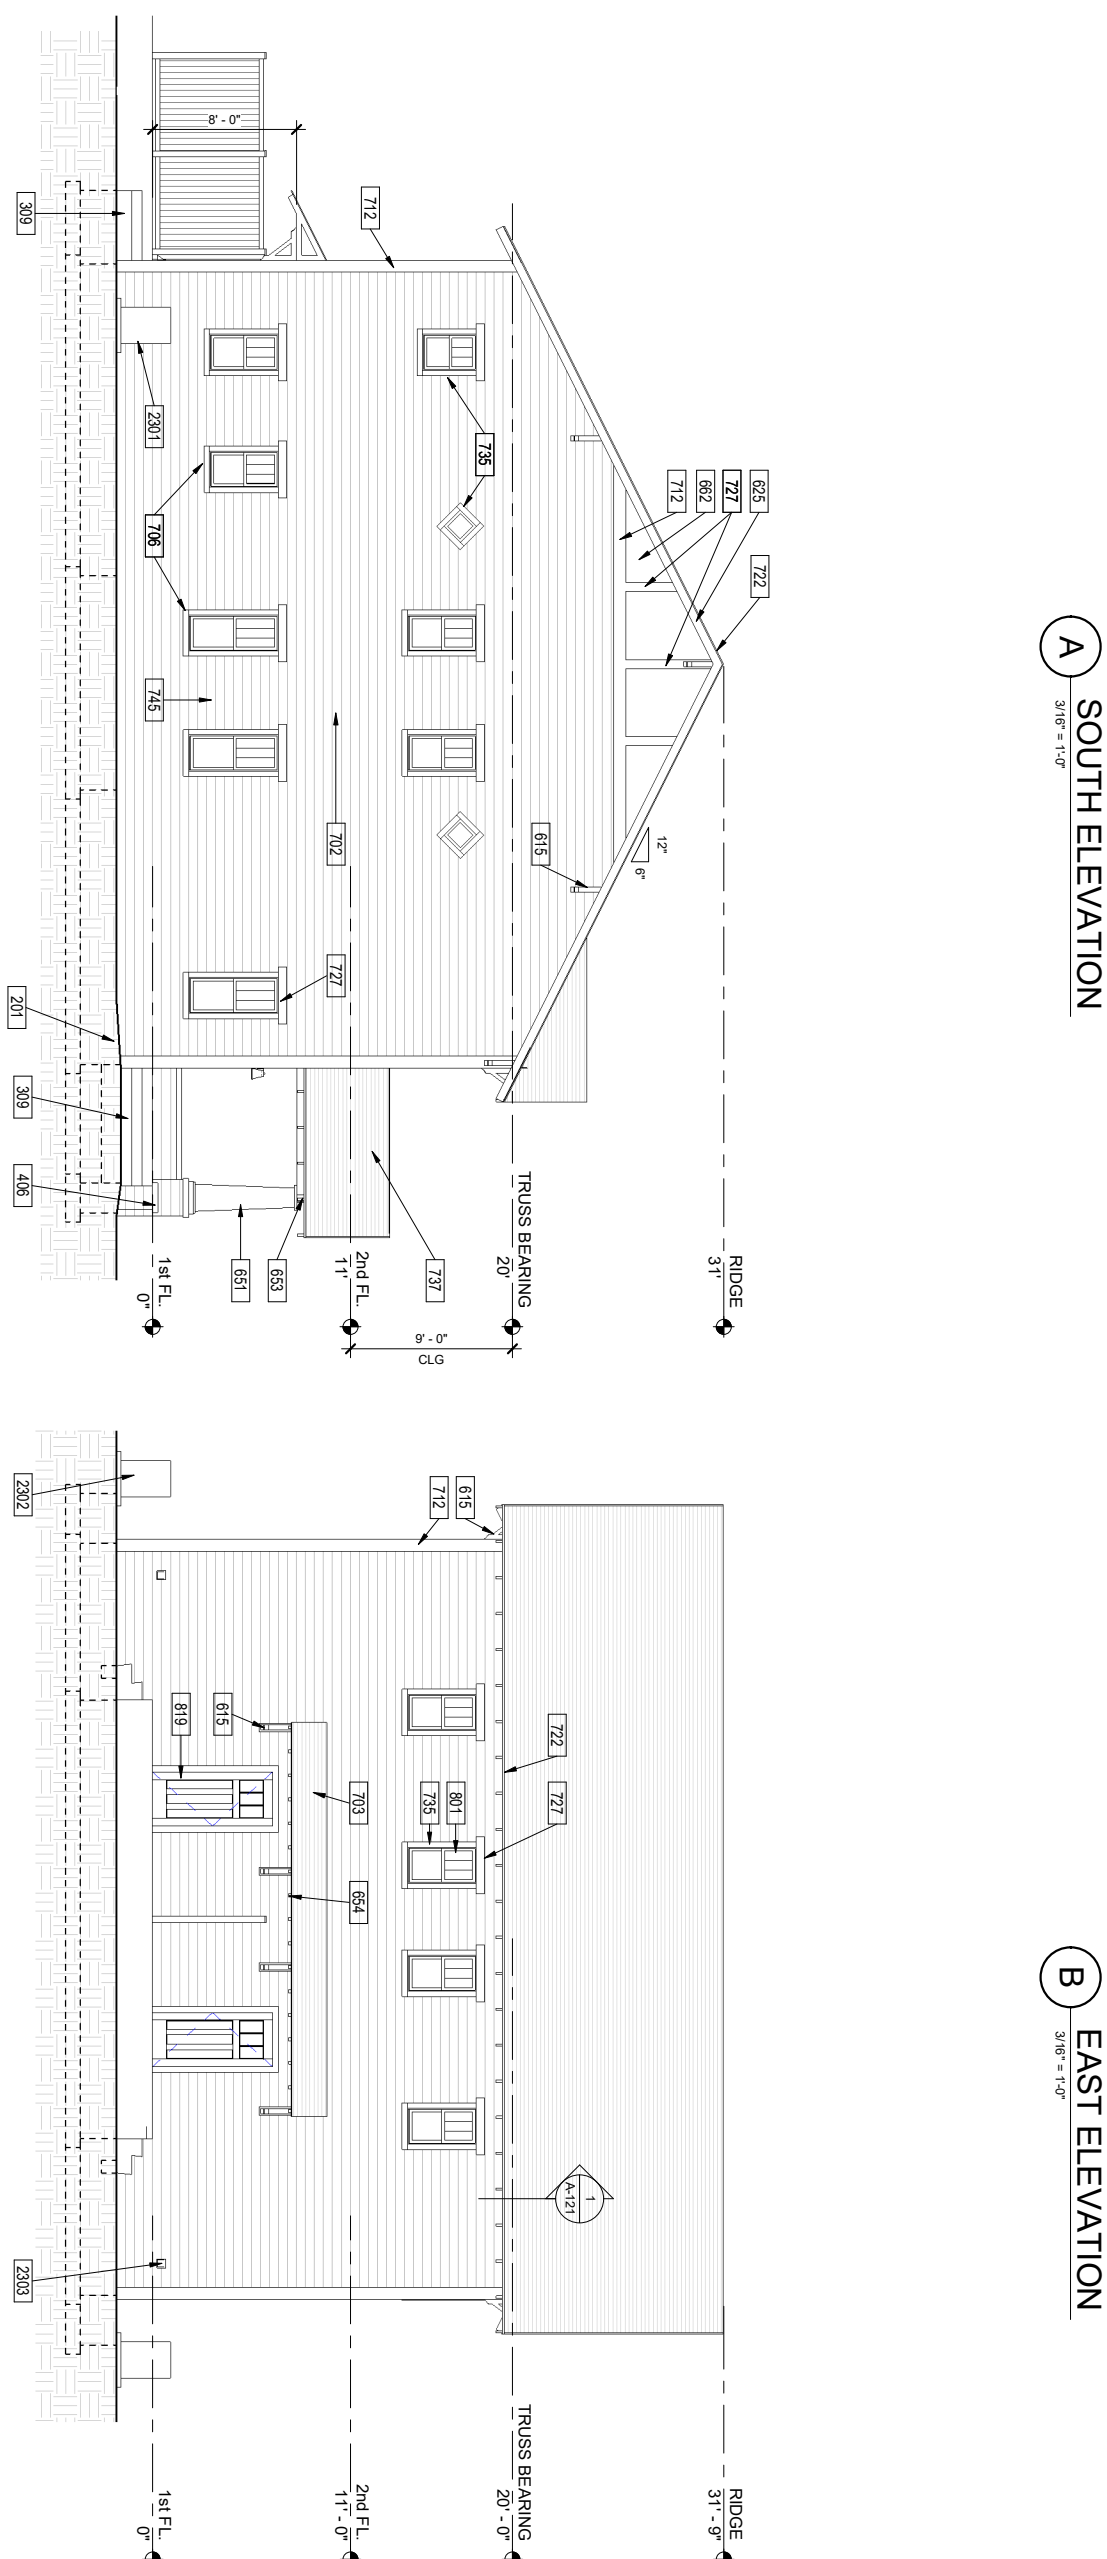 A
SOUTH ELEVATION
3/16" = 1'-0"
722
625
727
662
712
12"
6"
615
735
712
702
727
737
8' - 0"
706
745
2301
309
201
309
406
651
653
RIDGE
31'
TRUSS BEARING
20'
2nd FL.
11'
1st FL.
0"
9' - 0"
CLG
B
EAST ELEVATION
3/16" = 1'-0"
722
727
615
712
801
735
703
654
615
819
1
A-121
2302
2303
RIDGE
31' - 9"
TRUSS BEARING
20' - 0"
2nd FL.
11' - 0"
1st FL.
0"